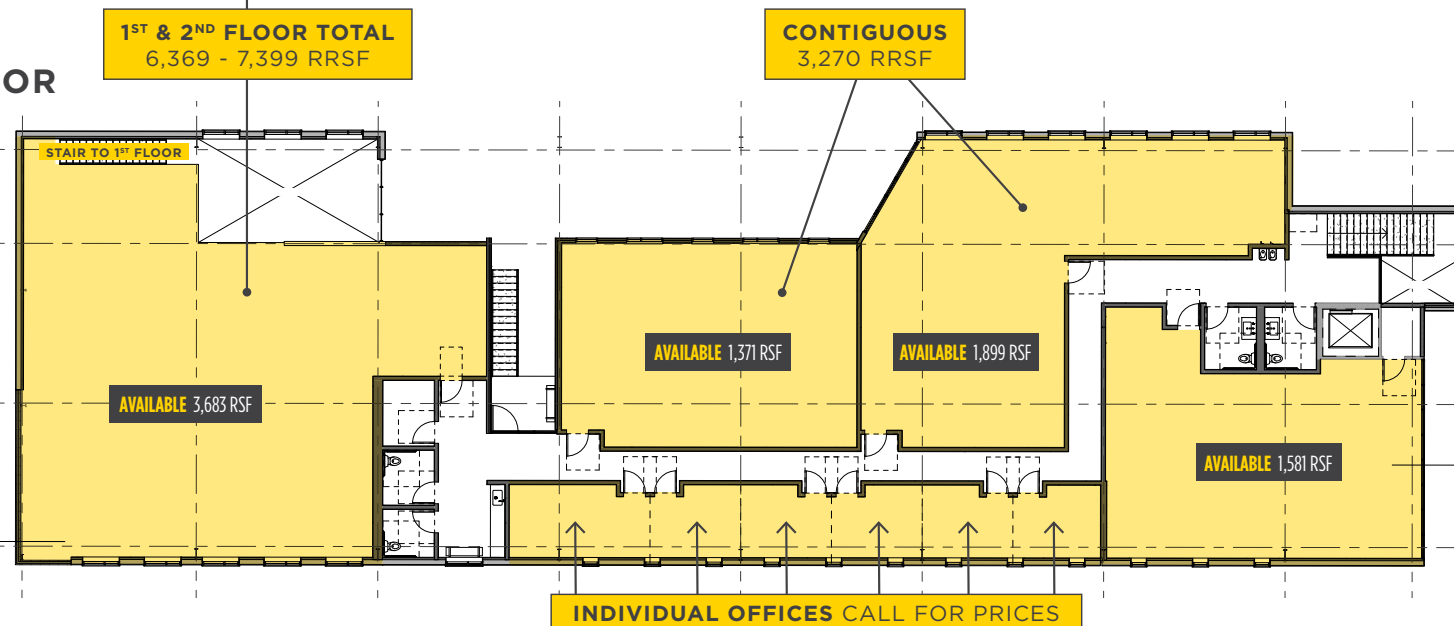 1ST & 2ND FLOOR TOTAL
6,369 - 7,399 RRSF
CONTIGUOUS
3,270 RRSF
OR
STAIR TO 1ST FLOOR
AVAILABLE 1,371 RSF
AVAILABLE 1,899 RSF
AVAILABLE 3,683 RSF
AVAILABLE 1,581 RSF
INDIVIDUAL OFFICES CALL FOR PRICES